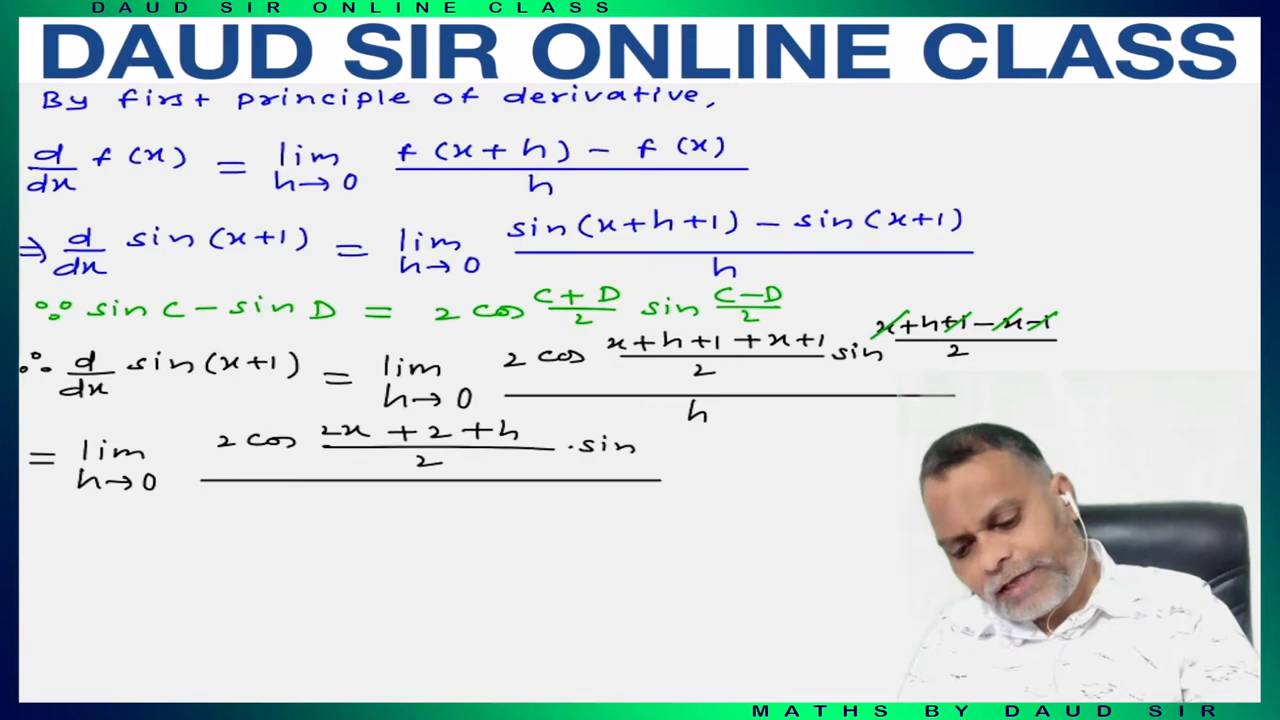 DAUD SIR ONLINE CLASS
DAUD SIR ONLINE CLASS
By first principle of derivative,
d/dx f(x) = lim h→0 (f(x+h) - f(x))/h
⇒ d/dx sin(x+1) = lim h→0 (sin(x+h+1) - sin(x+1))/h
∵ sin C - sin D = 2 cos (C+D)/2 sin (C-D)/2
∴ d/dx sin(x+1) = lim h→0 (2 cos (x+h+1+x+1)/2 sin (x+h+1-x-1)/2)/h
= lim h→0 2 cos (2x+2+h)/2 . sin
MATHS BY DAUD SIR